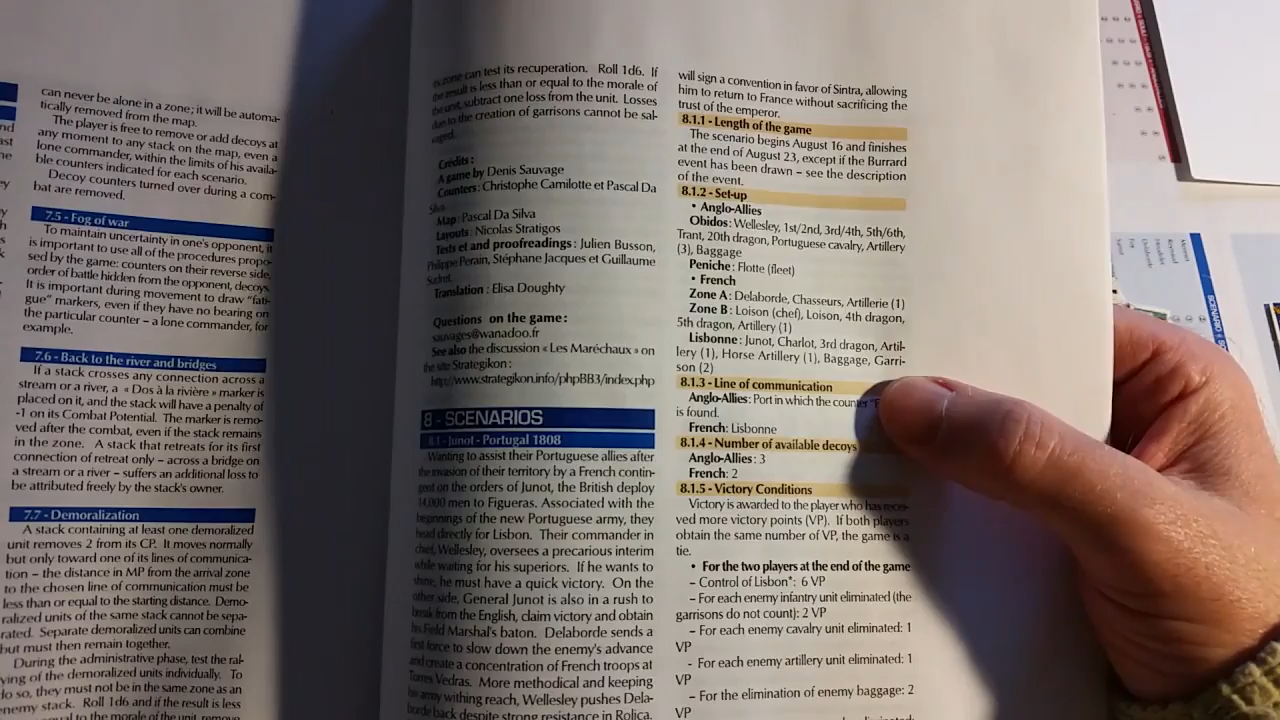 can never be alone in a zone; it will be automa-
tically removed from the map.
The player is free to remove or add decoys at
any moment to any stack on the map, even a
lone commander, within the limits of his availa-
ble counters indicated for each scenario.
Decoy counters turned over during a com-
bat are removed.
7.5 - Fog of war
To maintain uncertainty in one's opponent, it
is important to use all of the procedures propo-
sed by the game: counters on their reverse side,
order of battle hidden from the opponent, decoys.
It is important during movement to draw "fati-
gue" markers, even if they have no bearing on
the particular counter – a lone commander, for
example.
7.6 - Back to the river and bridges
If a stack crosses any connection across a
stream or a river, a « Dos à la rivière » marker is
placed on it, and the stack will have a penalty of
-1 on its Combat Potential. The marker is remo-
ved after the combat, even if the stack remains
in the zone. A stack that retreats for its first
connection of retreat only – across a bridge on
a stream or a river – suffers an additional loss to
be attributed freely by the stack's owner.
7.7 - Demoralization
A stack containing at least one demoralized
unit removes 2 from its CP. It moves normally
but only toward one of its lines of communica-
tion – the distance in MP from the arrival zone
to the chosen line of communication must be
less than or equal to the starting distance. Demo-
ralized units of the same stack cannot be sepa-
rated. Separate demoralized units can combine
but must then remain together.
During the administrative phase, test the ral-
lying of the demoralized units individually. To
do so, they must not be in the same zone as an
enemy stack. Roll 1d6 and if the result is less
equal to the morale of the unit, remove
zone can test its recuperation. Roll 1d6. If
the result is less than or equal to the morale of
the unit, subtract one loss from the unit. Losses
due to the creation of garrisons cannot be sal-
vaged.
Crédits :
A game by Denis Sauvage
Counters : Christophe Camilotte et Pascal Da
Silva
Map : Pascal Da Silva
Layouts : Nicolas Stratigos
Tests et and proofreadings : Julien Busson,
Philippe Perain, Stéphane Jacques et Guillaume
Translation : Elisa Doughty
Questions on the game :
sauvages@wanadoo.fr
See also the discussion « Les Maréchaux » on
the site Strategikon :
http://www.strategikon.info/phpBB3/index.php
8 - SCENARIOS
8.1 - Junot - Portugal 1808
Wanting to assist their Portuguese allies after
the invasion of their territory by a French contin-
gent on the orders of Junot, the British deploy
14,000 men to Figueras. Associated with the
beginnings of the new Portuguese army, they
head directly for Lisbon. Their commander in
chief, Wellesley, oversees a precarious interim
while waiting for his superiors. If he wants to
shine, he must have a quick victory. On the
other side, General Junot is also in a rush to
break from the English, claim victory and obtain
his Field Marshal's baton. Delaborde sends a
first force to slow down the enemy's advance
and create a concentration of French troops at
Torres Vedras. More methodical and keeping
his army withing reach, Wellesley pushes Dela-
borde back despite strong resistance in Rolica.
will sign a convention in favor of Sintra, allowing
him to return to France without sacrificing the
trust of the emperor.
8.1.1 - Length of the game
The scenario begins August 16 and finishes
at the end of August 23, except if the Burrard
event has been drawn – see the description
of the event.
8.1.2 - Set-up
• Anglo-Allies
Obidos : Wellesley, 1st/2nd, 3rd/4th, 5th/6th,
Trant, 20th dragon, Portuguese cavalry, Artillery
(3), Baggage
Peniche : Flotte (fleet)
• French
Zone A : Delaborde, Chasseurs, Artillerie (1)
Zone B : Loison (chef), Loison, 4th dragon,
5th dragon, Artillery (1)
Lisbonne : Junot, Charlot, 3rd dragon, Artil-
lery (1), Horse Artillery (1), Baggage, Garri-
son (2)
8.1.3 - Line of communication
Anglo-Allies : Port in which the counter "F
is found.
French : Lisbonne
8.1.4 - Number of available decoys
Anglo-Allies : 3
French : 2
8.1.5 - Victory Conditions
Victory is awarded to the player who has recei-
ved more victory points (VP). If both players
obtain the same number of VP, the game is a
tie.
• For the two players at the end of the game
– Control of Lisbon* : 6 VP
– For each enemy infantry unit eliminated (the
garrisons do not count) : 2 VP
– For each enemy cavalry unit eliminated : 1
VP
- For each enemy artillery unit eliminated : 1
VP
– For the elimination of enemy baggage : 2
VP